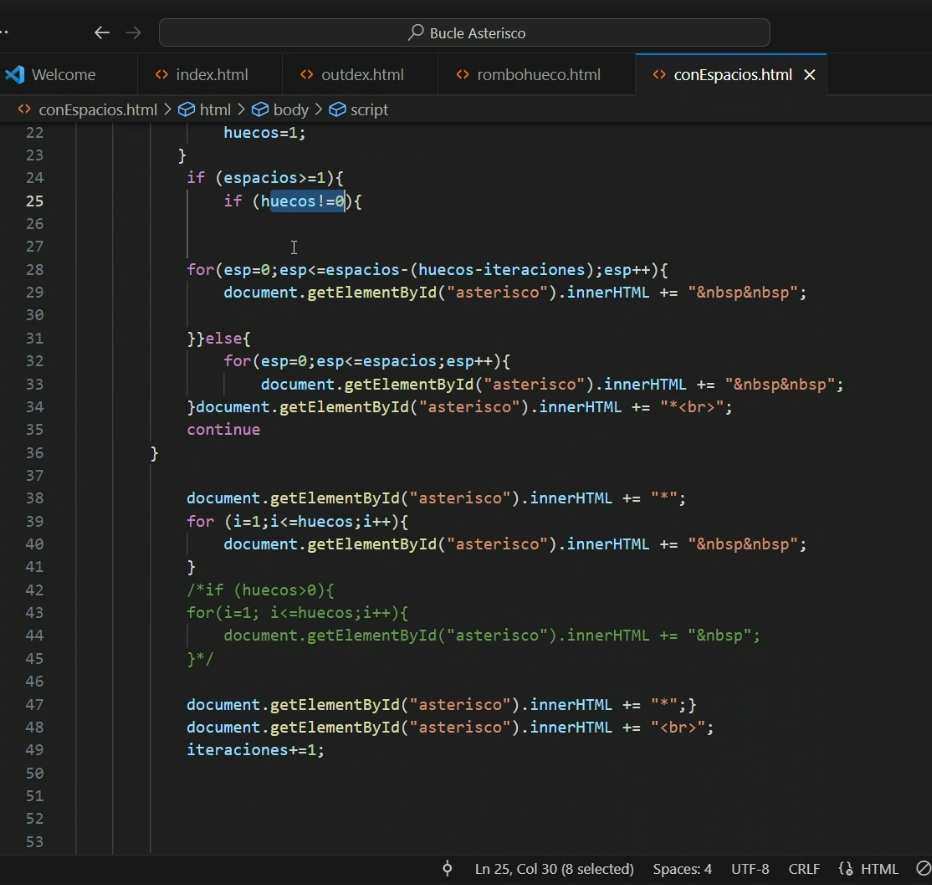 Bucle Asterisco
Welcome
index.html
outdex.html
rombohueco.html
conEspacios.html
conEspacios.html > html > body > script
22 huecos=1;
23 }
24 if (espacios>=1){
25 if (huecos!=0){
26
27
28 for(esp=0;esp<=espacios-(huecos-iteraciones);esp++){
29 document.getElementById("asterisco").innerHTML += "&nbsp&nbsp";
30
31 }}else{
32 for(esp=0;esp<=espacios;esp++){
33 document.getElementById("asterisco").innerHTML += "&nbsp&nbsp";
34 }document.getElementById("asterisco").innerHTML += "*<br>";
35 continue
36 }
37
38 document.getElementById("asterisco").innerHTML += "*";
39 for (i=1;i<=huecos;i++){
40 document.getElementById("asterisco").innerHTML += "&nbsp&nbsp";
41 }
42 /*if (huecos>0){
43 for(i=1; i<=huecos;i++){
44 document.getElementById("asterisco").innerHTML += "&nbsp";
45 }*/
46
47 document.getElementById("asterisco").innerHTML += "*";}
48 document.getElementById("asterisco").innerHTML += "<br>";
49 iteraciones+=1;
50
51
52
53
Ln 25, Col 30 (8 selected) Spaces: 4 UTF-8 CRLF HTML